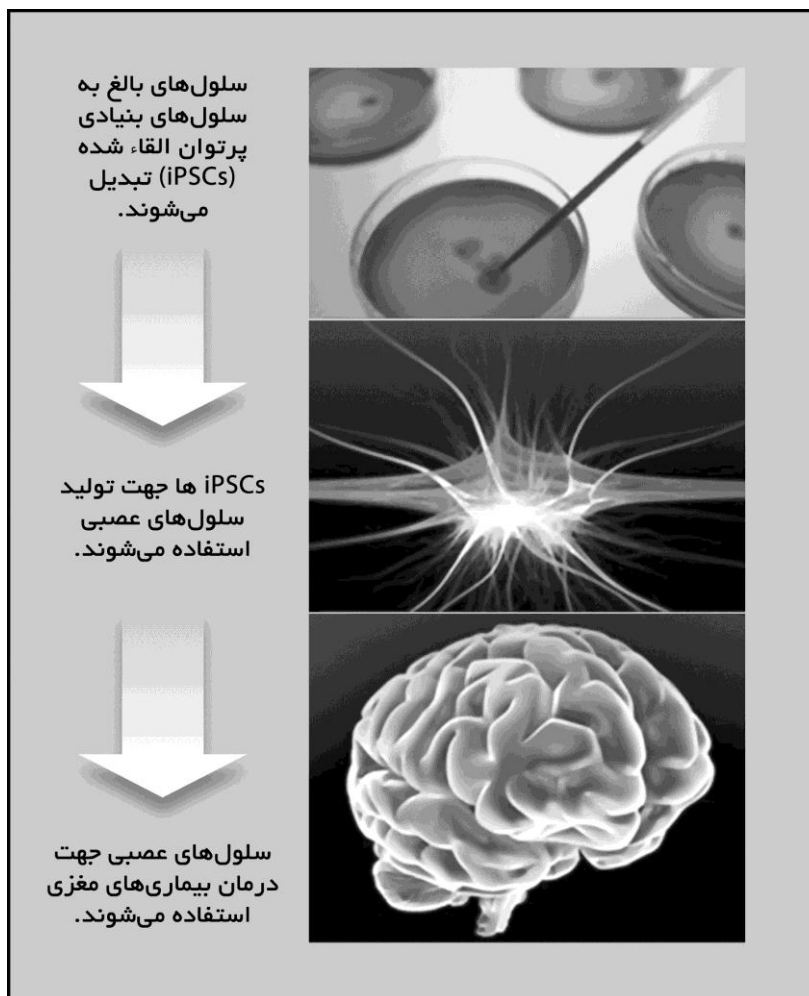 سلول‌های بالغ به
سلول‌های بنیادی
پرتوان القاء شده
(iPSCs) تبدیل
می‌شوند.
iPSCs ها جهت تولید
سلول‌های عصبی
استفاده می‌شوند.
سلول‌های عصبی جهت
درمان بیماری‌های مغزی
استفاده می‌شوند.